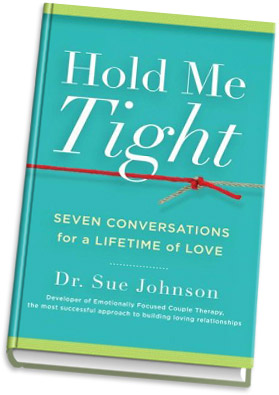 Hold Me
Tight
SEVEN CONVERSATIONS
for a LIFETIME of LOVE
Dr. Sue Johnson
Developer of Emotionally Focused Couple Therapy,
the most successful approach to building loving relationships